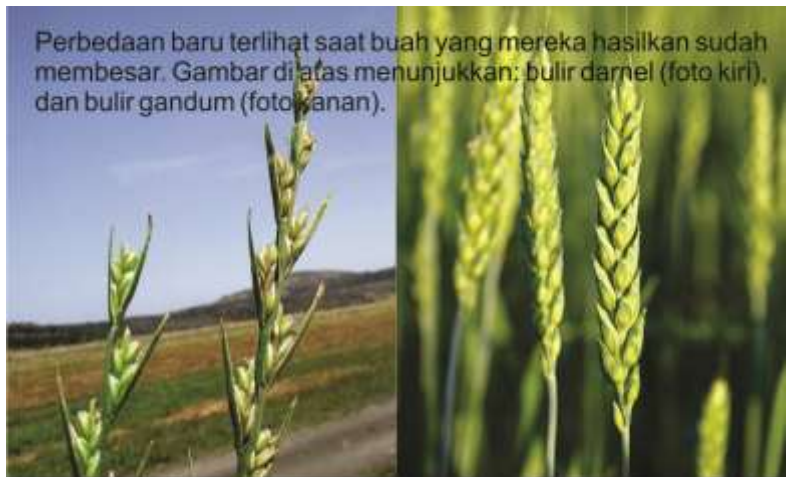 Perbedaan baru terlihat saat buah yang mereka hasilkan sudah
membesar. Gambar di atas menunjukkan: bulir darnel (foto kiri),
dan bulir gandum (foto kanan).